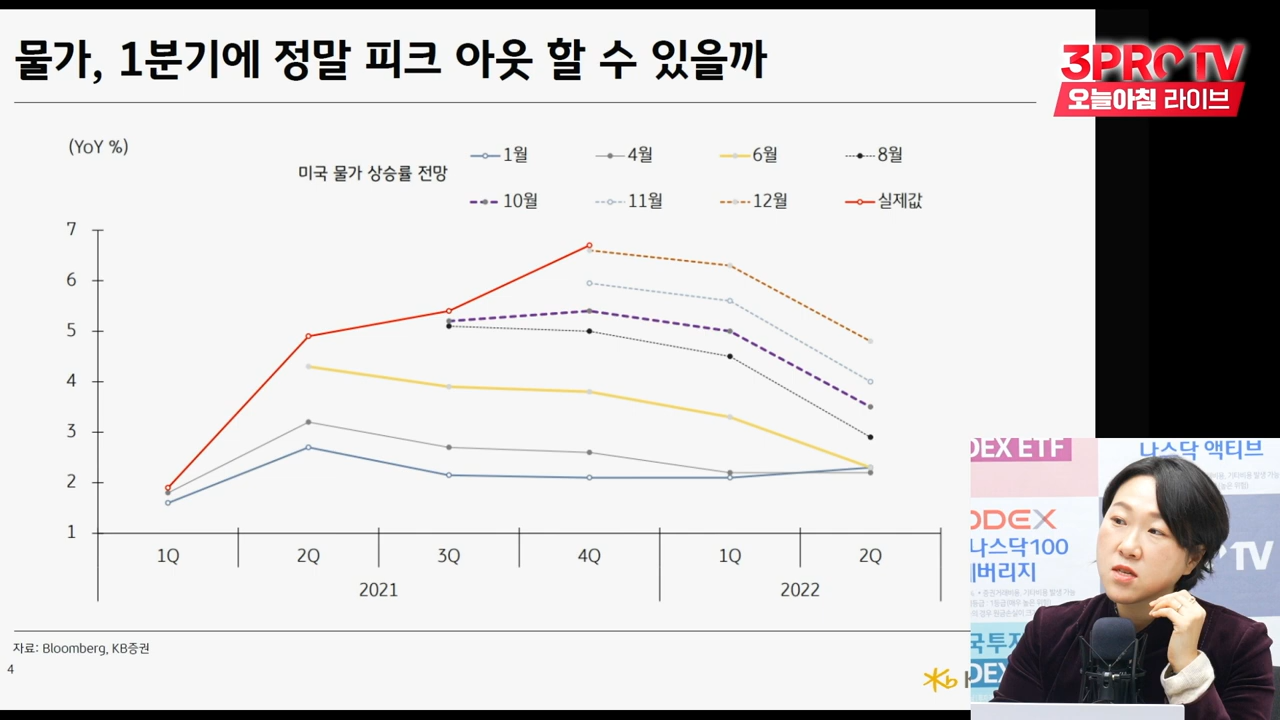 물가, 1분기에 정말 피크 아웃 할 수 있을까
3PRO TV
오늘아침 라이브
(YoY %)
미국 물가 상승률 전망
1월
4월
6월
8월
10월
11월
12월
실제값
7
6
5
4
3
2
1
1Q
2Q
3Q
4Q
1Q
2Q
2021
2022
자료: Bloomberg, KB증권
4
DEX ETF
나스닥 액티브
ODEX
나스닥100
버리지
TV
국투자
DEX